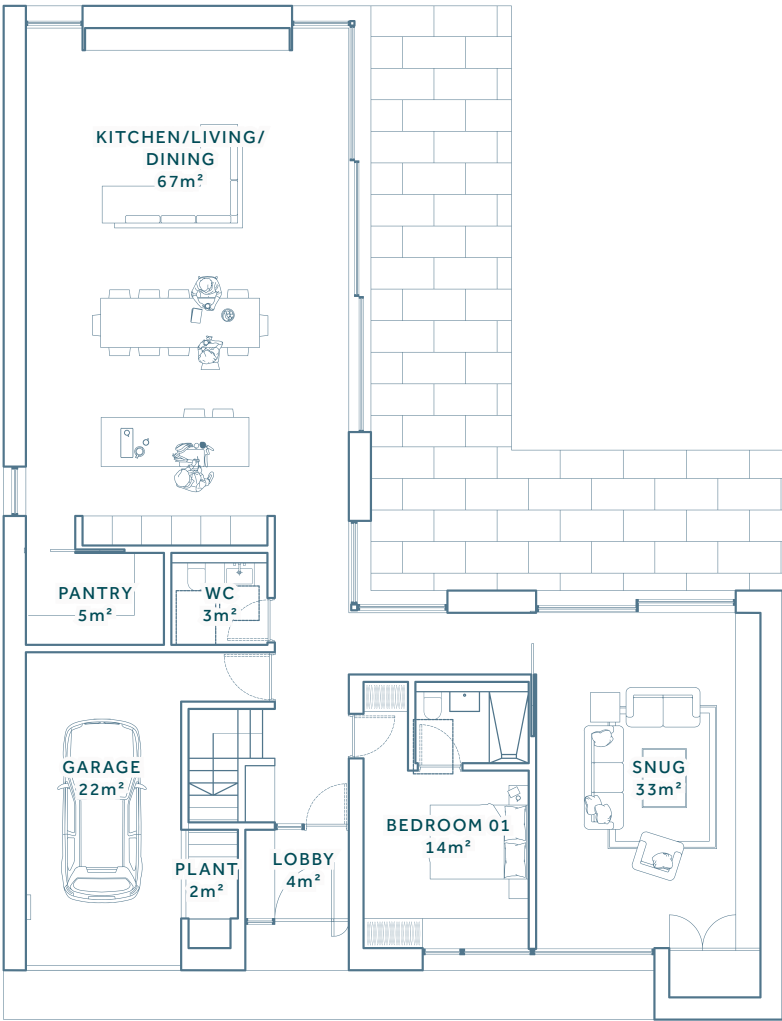 KITCHEN/LIVING/
DINING
67m²
PANTRY
5m²
WC
3m²
GARAGE
22m²
SNUG
33m²
BEDROOM 01
14m²
PLANT
2m²
LOBBY
4m²